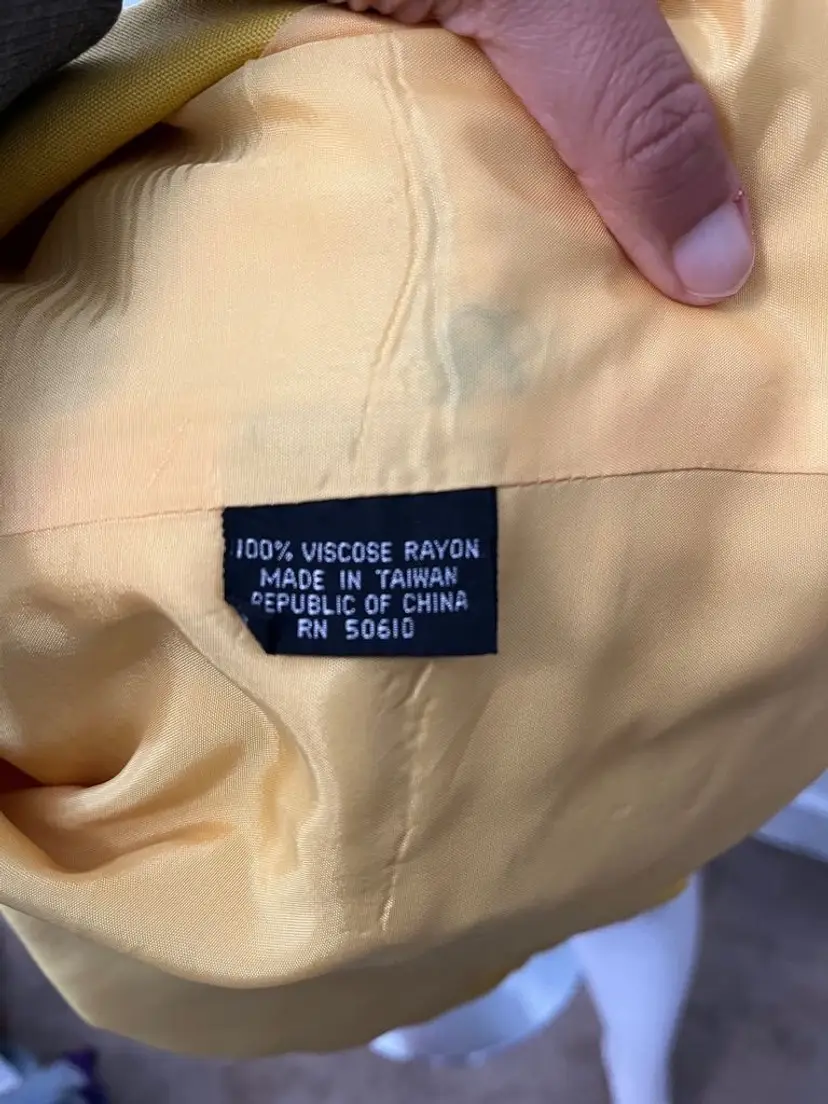 100% VISCOSE RAYON
MADE IN TAIWAN
REPUBLIC OF CHINA
RN 50610